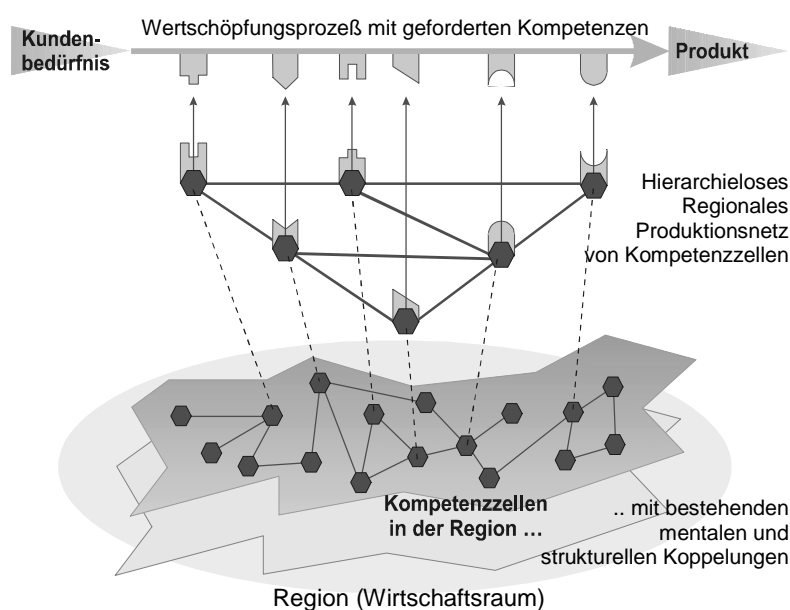 Wertschöpfungsprozeß mit geforderten Kompetenzen
Kunden-
bedürfnis
Produkt
Hierarchieloses
Regionales
Produktionsnetz
von Kompetenzzellen
Kompetenzzellen
in der Region ...
.. mit bestehenden
mentalen und
strukturellen Koppelungen
Region (Wirtschaftsraum)